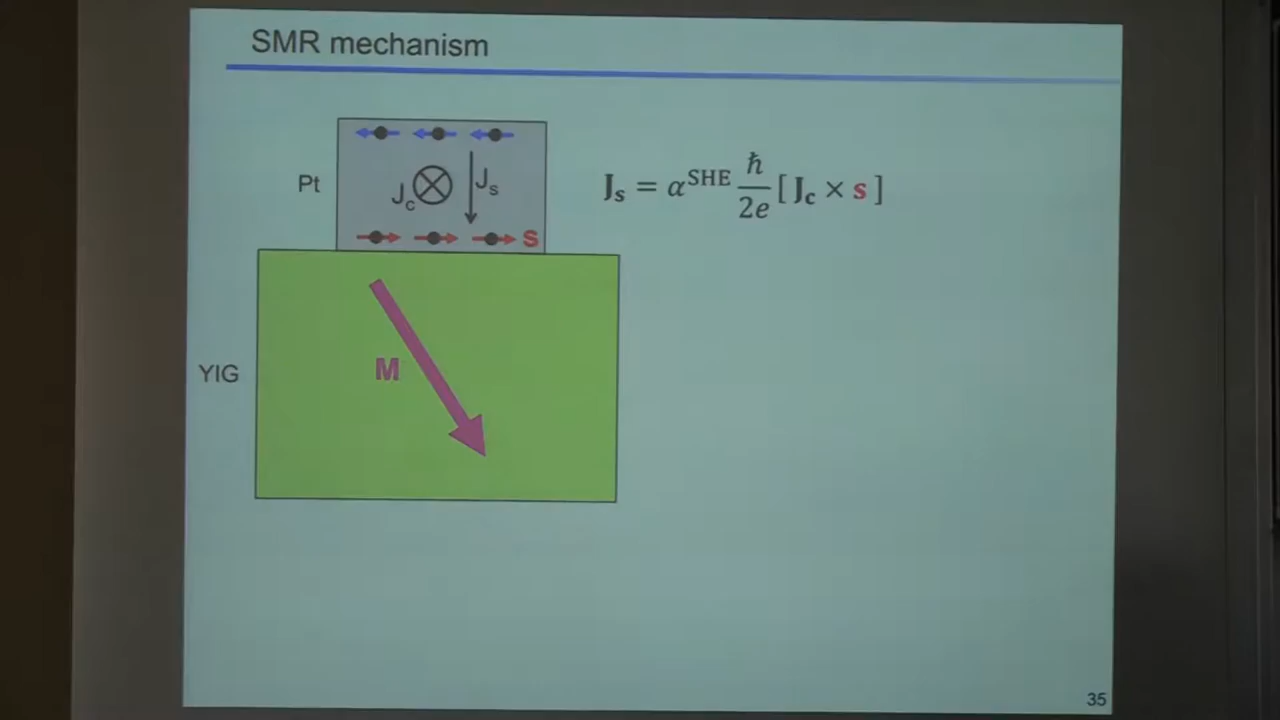 SMR mechanism
Pt
J_c
J_s
s
J_s = α^SHE ħ/2e [ J_c × s ]
M
YIG
35